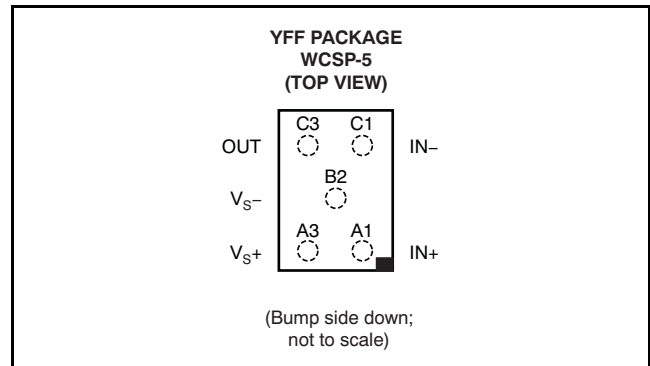 YFF PACKAGE
WCSP-5
(TOP VIEW)
C3 C1
OUT IN–
B2
VS–
A3 A1
VS+ IN+
(Bump side down;
not to scale)